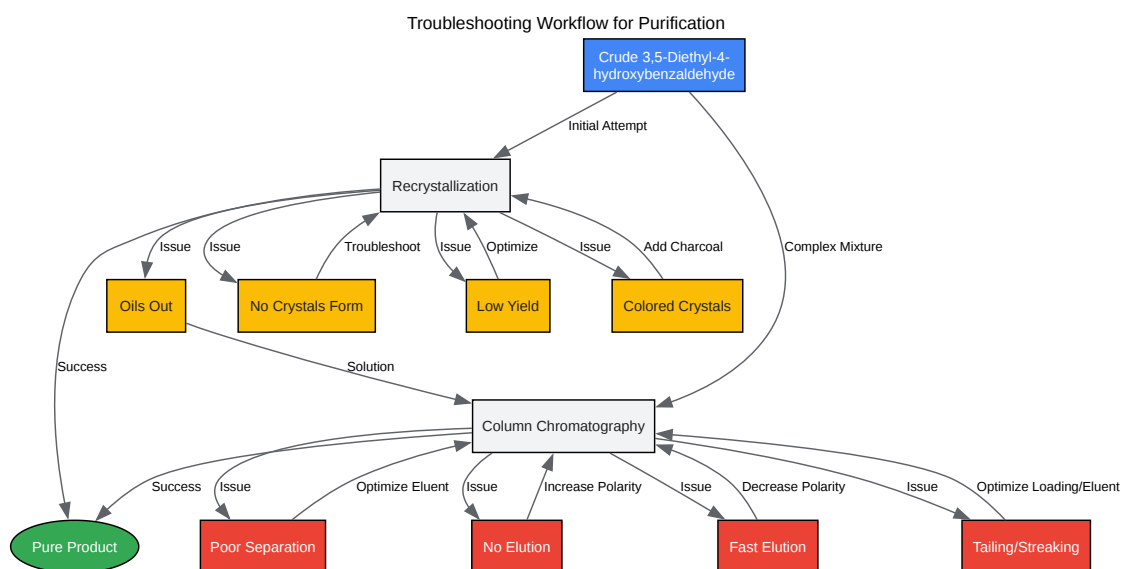 Troubleshooting Workflow for Purification
Crude 3,5-Diethyl-4-
hydroxybenzaldehyde
Initial Attempt
Recrystallization
Issue
Issue
Troubleshoot
Issue
Optimize
Issue
Add Charcoal
Complex Mixture
Oils Out
No Crystals Form
Low Yield
Colored Crystals
Success
Solution
Column Chromatography
Success
Issue
Optimize Eluent
Issue
Increase Polarity
Issue
Decrease Polarity
Issue
Optimize Loading/Eluent
Pure Product
Poor Separation
No Elution
Fast Elution
Tailing/Streaking